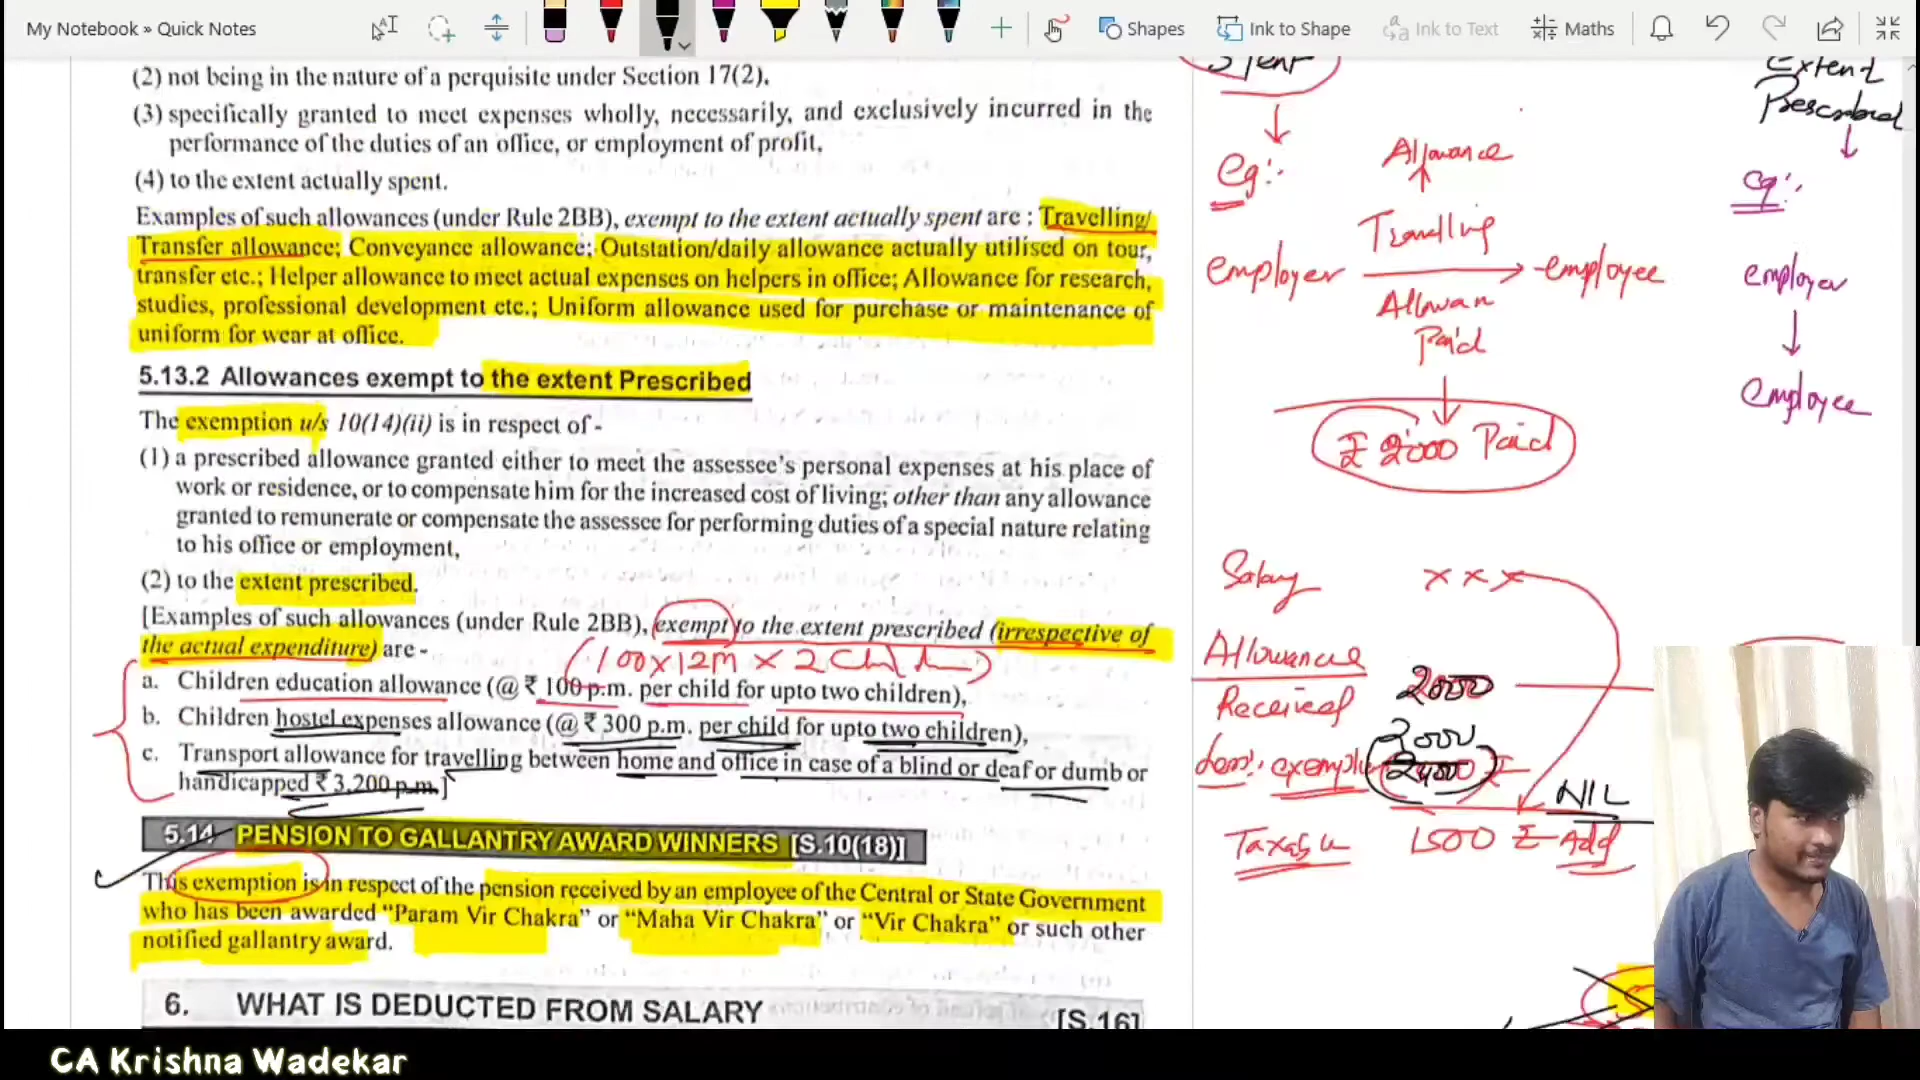 My Notebook » Quick Notes
Shapes
Ink to Shape
Ink to Text
Maths
(2) not being in the nature of a perquisite under Section 17(2),
(3) specifically granted to meet expenses wholly, necessarily, and exclusively incurred in the
performance of the duties of an office, or employment of profit,
(4) to the extent actually spent.
Examples of such allowances (under Rule 2BB), exempt to the extent actually spent are : Travelling/
Transfer allowance; Conveyance allowance; Outstation/daily allowance actually utilised on tour,
transfer etc.; Helper allowance to meet actual expenses on helpers in office; Allowance for research,
studies, professional development etc.; Uniform allowance used for purchase or maintenance of
uniform for wear at office.
5.13.2 Allowances exempt to the extent Prescribed
The exemption u/s 10(14)(ii) is in respect of -
(1) a prescribed allowance granted either to meet the assessee's personal expenses at his place of
work or residence, or to compensate him for the increased cost of living; other than any allowance
granted to remunerate or compensate the assessee for performing duties of a special nature relating
to his office or employment,
(2) to the extent prescribed.
[Examples of such allowances (under Rule 2BB), exempt to the extent prescribed (irrespective of
the actual expenditure) are -
(100 x 12M x 2 Children)
a. Children education allowance (@ ₹ 100 p.m. per child for upto two children),
b. Children hostel expenses allowance (@ ₹ 300 p.m. per child for upto two children),
c. Transport allowance for travelling between home and office in case of a blind or deaf or dumb or
handicapped ₹ 3,200 p.m.]
5.14 PENSION TO GALLANTRY AWARD WINNERS [S.10(18)]
This exemption is in respect of the pension received by an employee of the Central or State Government
who has been awarded "Param Vir Chakra" or "Maha Vir Chakra" or "Vir Chakra" or such other
notified gallantry award.
6. WHAT IS DEDUCTED FROM SALARY [S.16]
Spent
eg:-
Allowance
Travelling
employer employee
Allowan
Paid
₹ 2000 Paid
Salary x x x
Allowances
Received 2000
2000
Less: exemption
NIL
Taxable 1500 ₹ Add
Extent
Prescribed
eg:-
employer
employee
CA Krishna Wadekar